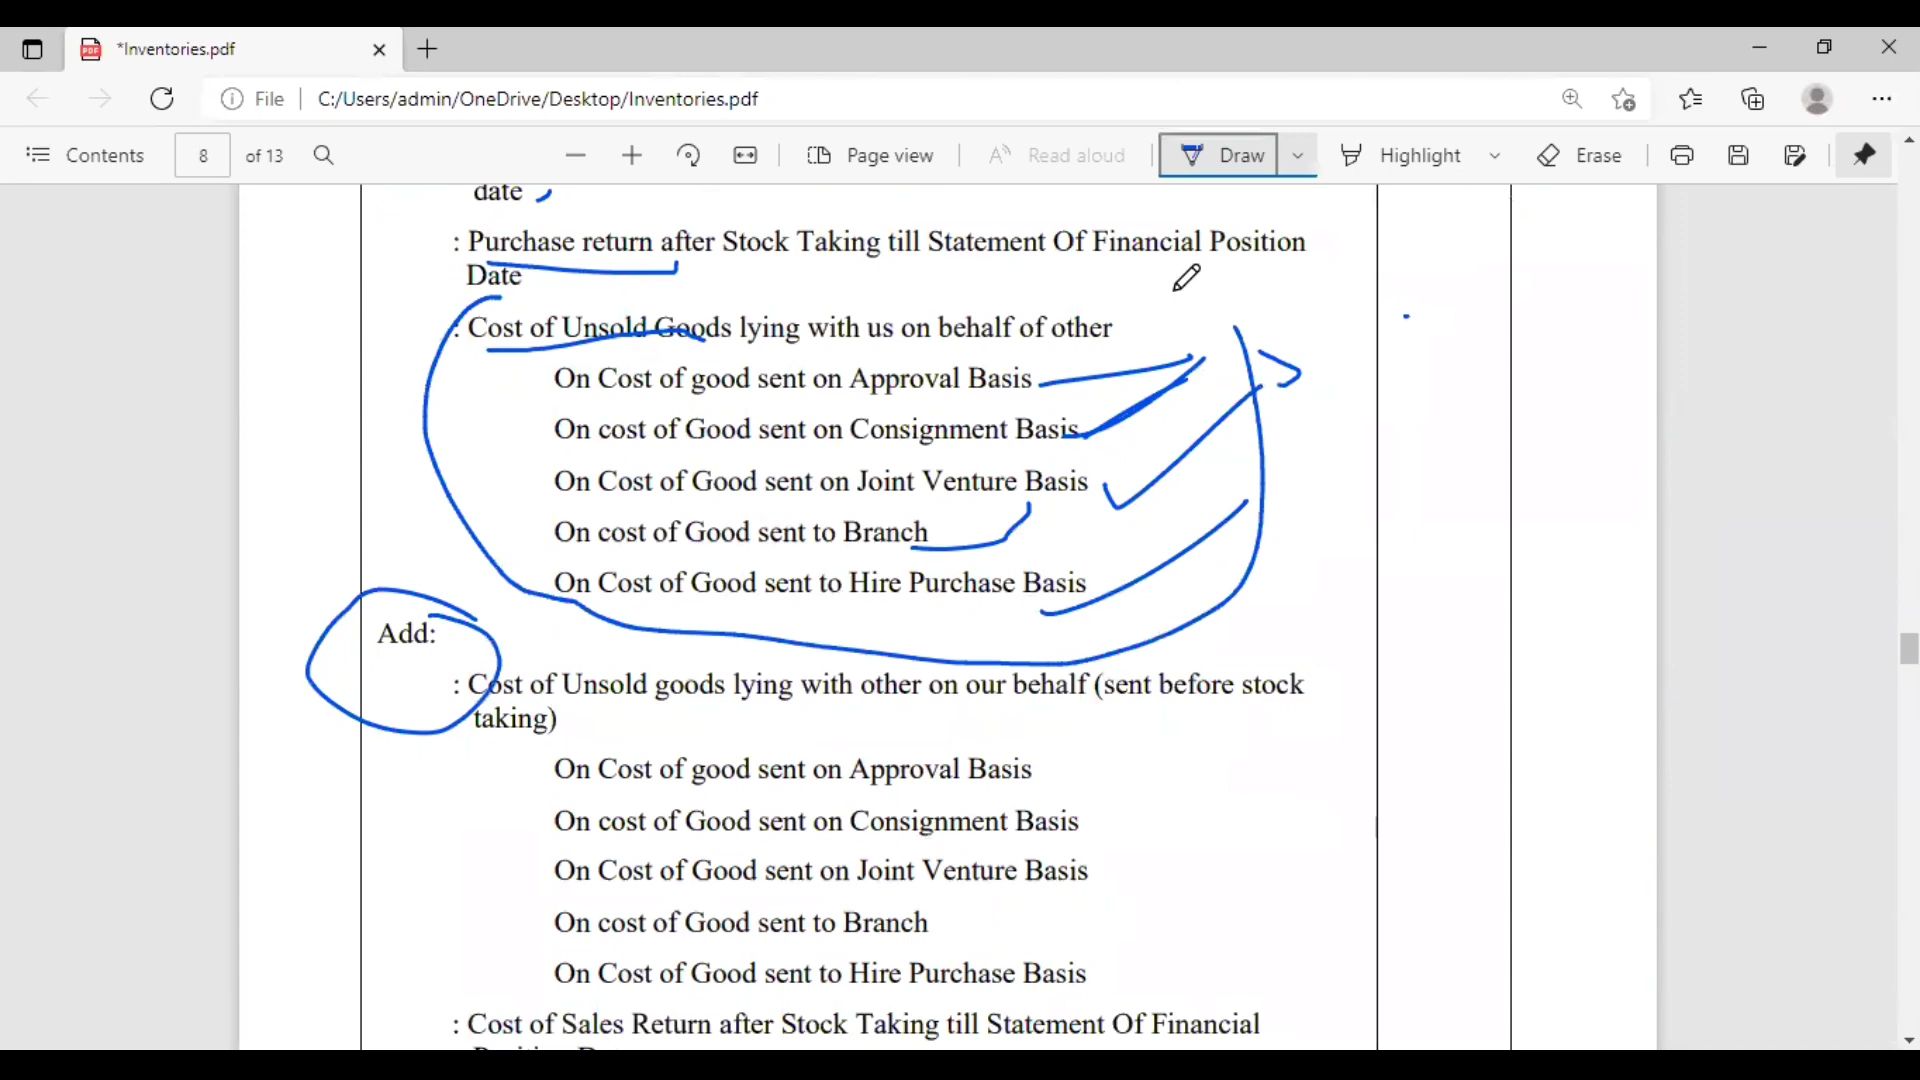 *Inventories.pdf
File
C:/Users/admin/OneDrive/Desktop/Inventories.pdf
Contents
8
of 13
Page view
Read aloud
Draw
Highlight
Erase
date
: Purchase return after Stock Taking till Statement Of Financial Position
Date
: Cost of Unsold Goods lying with us on behalf of other
On Cost of good sent on Approval Basis
On cost of Good sent on Consignment Basis
On Cost of Good sent on Joint Venture Basis
On cost of Good sent to Branch
On Cost of Good sent to Hire Purchase Basis
Add:
: Cost of Unsold goods lying with other on our behalf (sent before stock
taking)
On Cost of good sent on Approval Basis
On cost of Good sent on Consignment Basis
On Cost of Good sent on Joint Venture Basis
On cost of Good sent to Branch
On Cost of Good sent to Hire Purchase Basis
: Cost of Sales Return after Stock Taking till Statement Of Financial